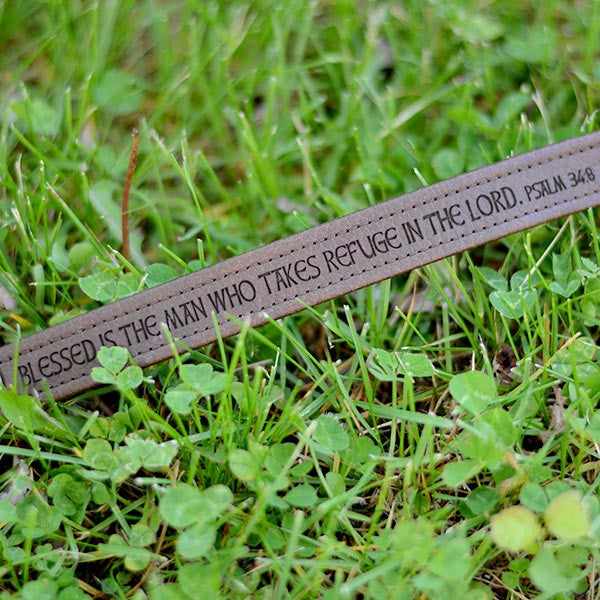 BLESSED IS THE MAN WHO TAKES REFUGE IN THE LORD. PSALM 34:8